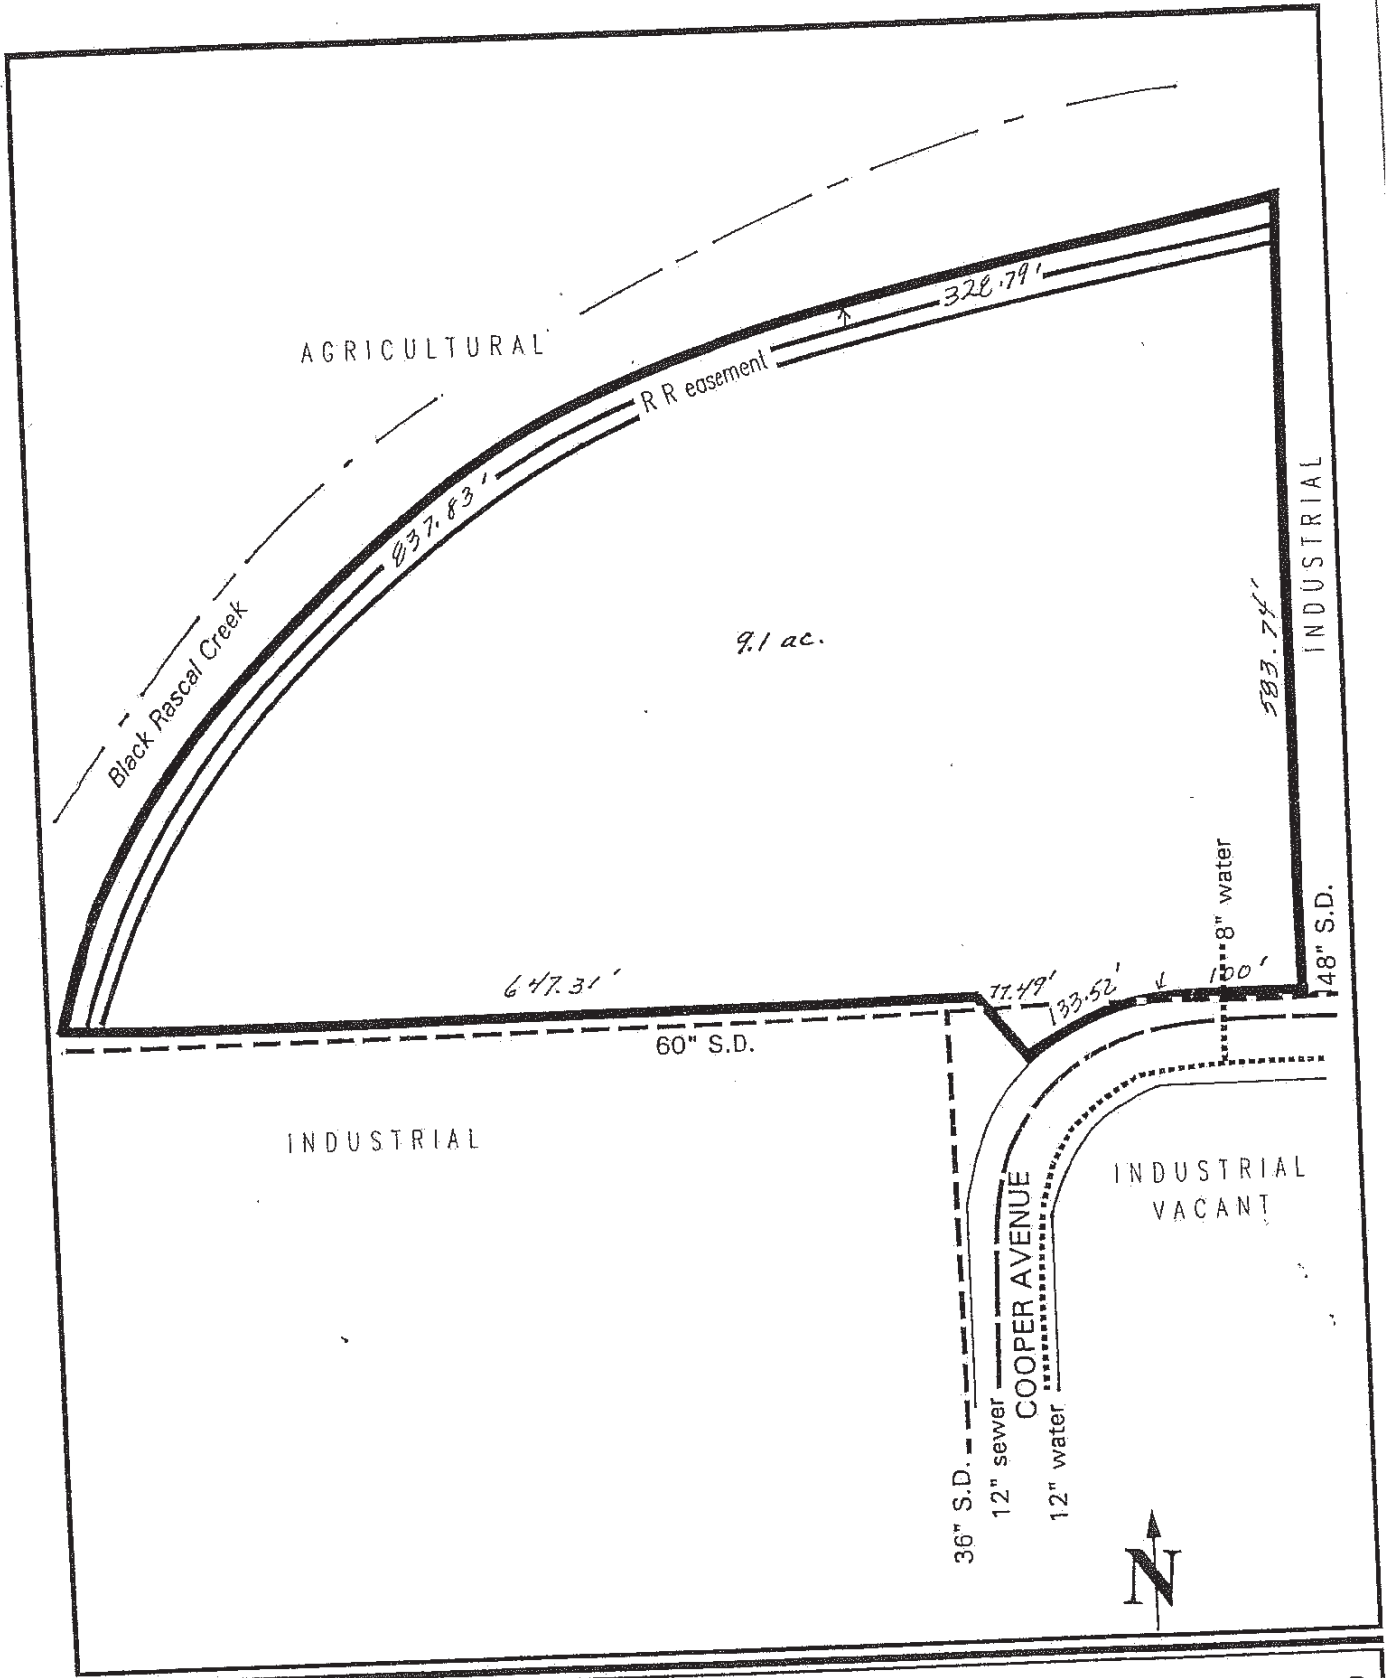 AGRICULTURAL
328.79'
RR easement
837.83'
Black Rascal Creek
9.1 ac.
INDUSTRIAL
583.74'
8" water
48" S.D.
647.31'
77.49'
133.52'
100'
60" S.D.
INDUSTRIAL
INDUSTRIAL
VACANT
COOPER AVENUE
36" S.D.
12" sewer
12" water
N